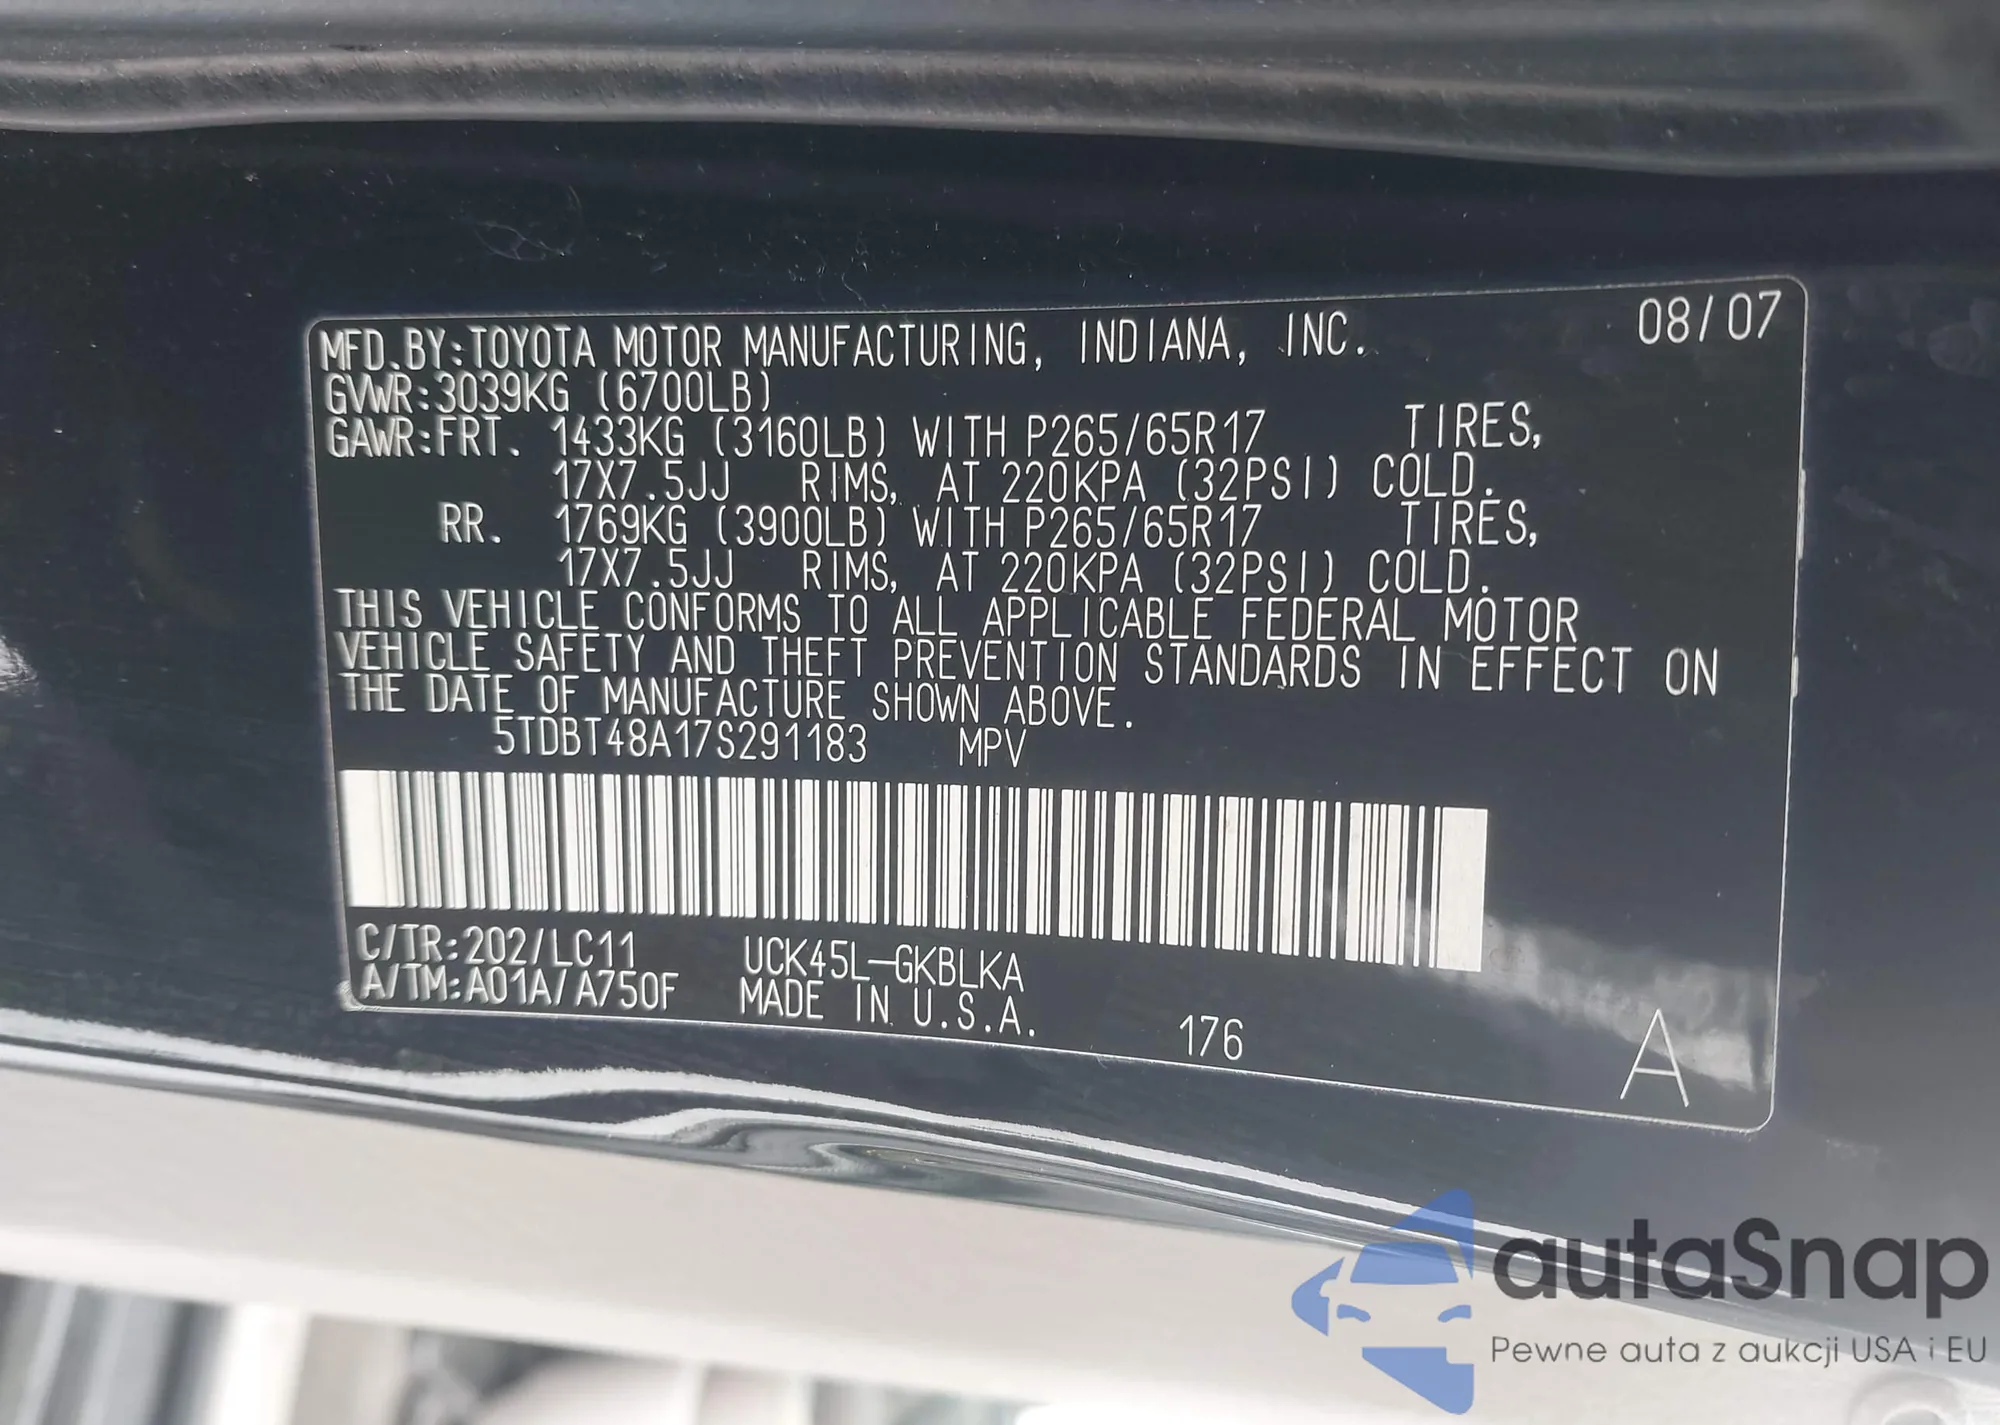 08/07
MFD.BY:TOYOTA MOTOR MANUFACTURING, INDIANA, INC.
GVWR:3039KG (6700LB)
GAWR:FRT. 1433KG (3160LB) WITH P265/65R17 TIRES,
17X7.5JJ RIMS, AT 220KPA (32PSI) COLD.
RR. 1769KG (3900LB) WITH P265/65R17 TIRES,
17X7.5JJ RIMS, AT 220KPA (32PSI) COLD.
THIS VEHICLE CONFORMS TO ALL APPLICABLE FEDERAL MOTOR
VEHICLE SAFETY AND THEFT PREVENTION STANDARDS IN EFFECT ON
THE DATE OF MANUFACTURE SHOWN ABOVE.
5TDBT48A17S291183 MPV
C/TR:202/LC11 UCK45L-GKBLKA
A/TM:A01A/A750F MADE IN U.S.A.
176
A
autaSnap
Pewne auta z aukcji USA i EU